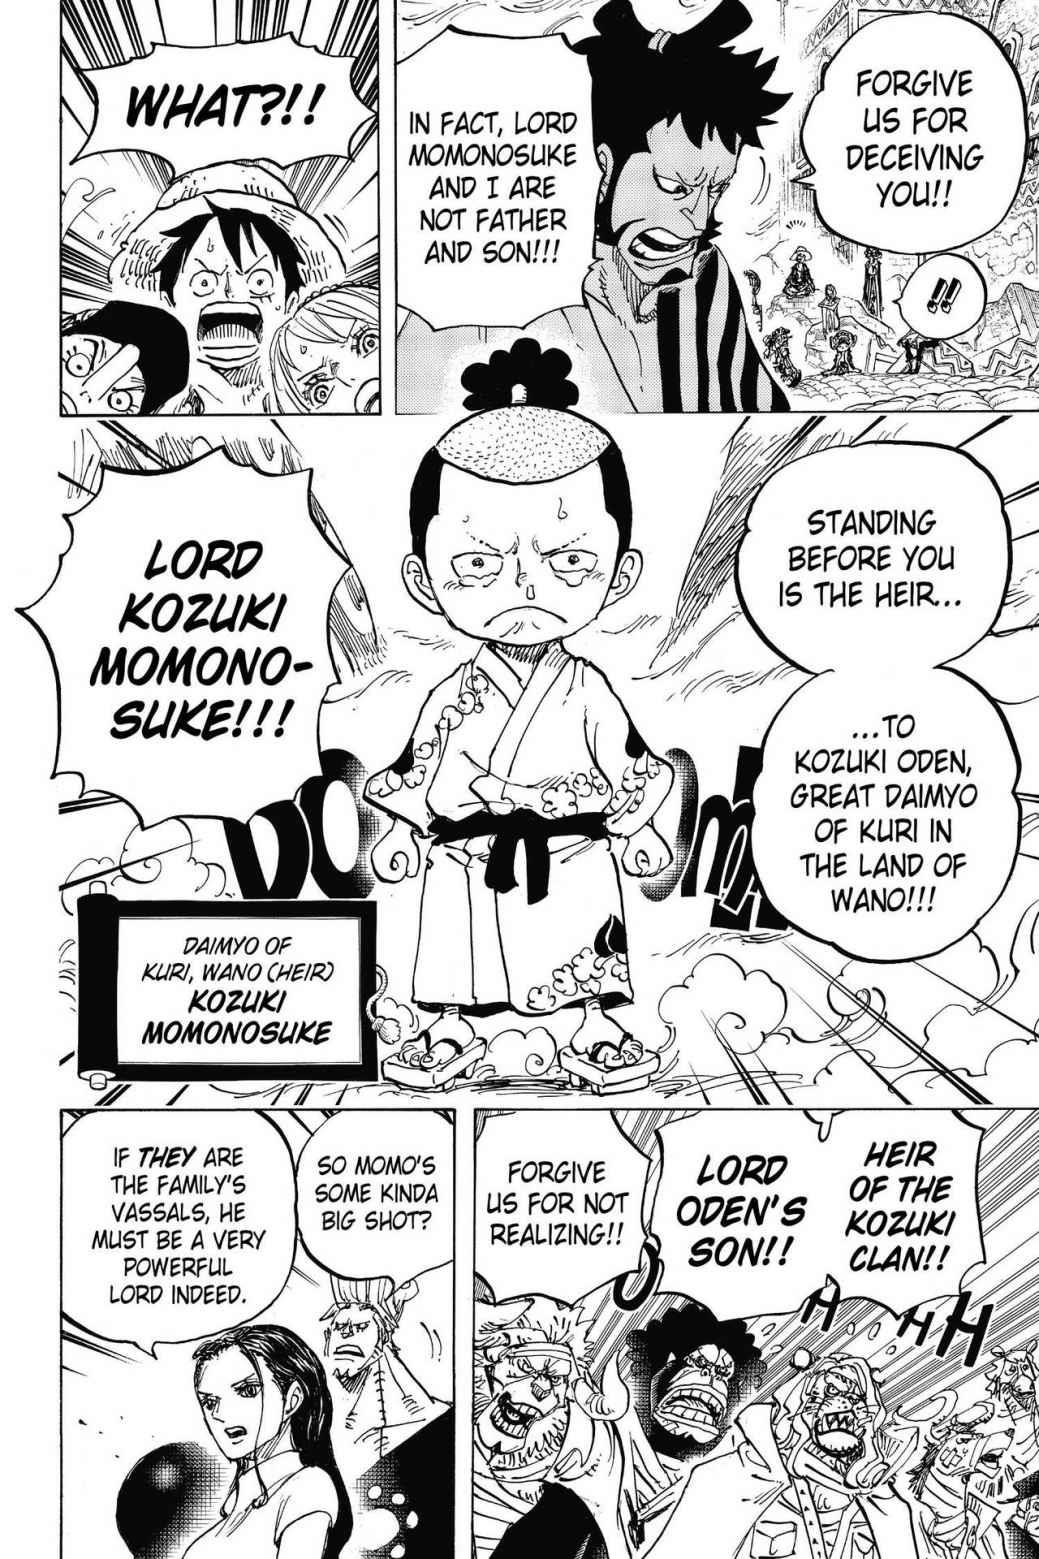 FORGIVE
US FOR
DECEIVING
YOU!!
!!
IN FACT, LORD
MOMONOSUKE
AND I ARE
NOT FATHER
AND SON!!!
WHAT?!!
STANDING
BEFORE YOU
IS THE HEIR...
...TO
KOZUKI ODEN,
GREAT DAIMYO
OF KURI IN
THE LAND OF
WANO!!!
LORD
KOZUKI
MOMONO-
SUKE!!!
DOOM
DAIMYO OF
KURI, WANO (HEIR)
KOZUKI
MOMONOSUKE
HEIR
OF THE
KOZUKI
CLAN!!
LORD
ODEN'S
SON!!
FORGIVE
US FOR NOT
REALIZING!!
OHHH
SO MOMO'S
SOME KINDA
BIG SHOT?
IF THEY ARE
THE FAMILY'S
VASSALS, HE
MUST BE A VERY
POWERFUL
LORD INDEED.